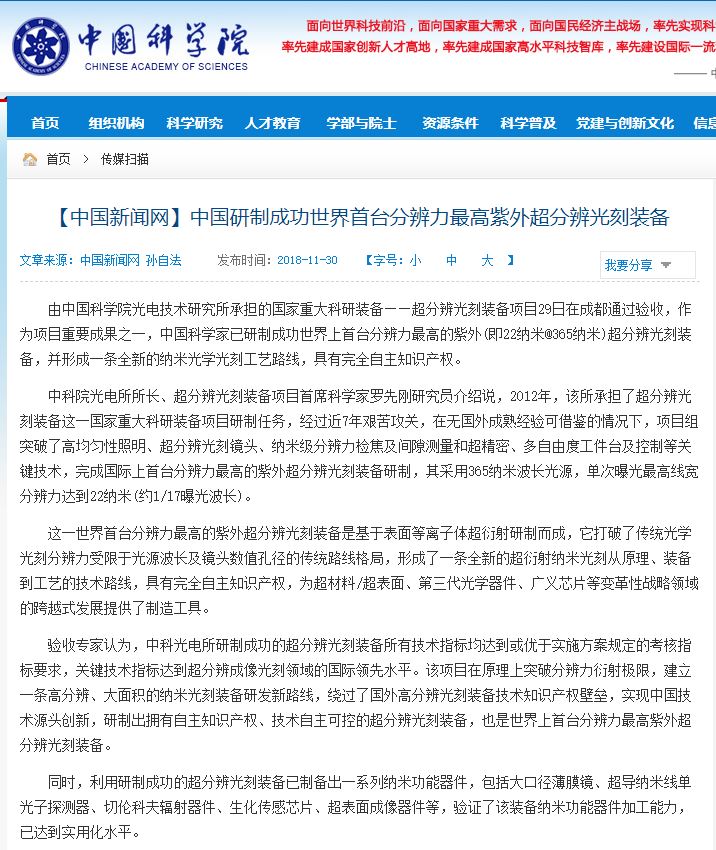 中国科学院
CHINESE ACADEMY OF SCIENCES
面向世界科技前沿，面向国家重大需求，面向国民经济主战场，率先实现科
率先建成国家创新人才高地，率先建成国家高水平科技智库，率先建设国际一流
首页 组织机构 科学研究 人才教育 学部与院士 资源条件 科学普及 党建与创新文化 信息
首页 > 传媒扫描
【中国新闻网】中国研制成功世界首台分辨力最高紫外超分辨光刻装备
文章来源：中国新闻网 孙自法 发布时间：2018-11-30 【字号：小 中 大 】
我要分享
由中国科学院光电技术研究所承担的国家重大科研装备——超分辨光刻装备项目29日在成都通过验收，作
为项目重要成果之一，中国科学家已研制成功世界上首台分辨力最高的紫外(即22纳米@365纳米)超分辨光刻装
备，并形成一条全新的纳米光学光刻工艺路线，具有完全自主知识产权。
中科院光电所所长、超分辨光刻装备项目首席科学家罗先刚研究员介绍说，2012年，该所承担了超分辨光
刻装备这一国家重大科研装备项目研制任务，经过近7年艰苦攻关，在无国外成熟经验可借鉴的情况下，项目组
突破了高均匀性照明、超分辨光刻镜头、纳米级分辨力检焦及间隙测量和超精密、多自由度工件台及控制等关
键技术，完成国际上首台分辨力最高的紫外超分辨光刻装备研制，其采用365纳米波长光源，单次曝光最高线宽
分辨力达到22纳米(约1/17曝光波长)。
这一世界首台分辨力最高的紫外超分辨光刻装备是基于表面等离子体超衍射研制而成，它打破了传统光学
光刻分辨力受限于光源波长及镜头数值孔径的传统路线格局，形成了一条全新的超衍射纳米光刻从原理、装备
到工艺的技术路线，具有完全自主知识产权，为超材料/超表面、第三代光学器件、广义芯片等变革性战略领域
的跨越式发展提供了制造工具。
验收专家认为，中科光电所研制成功的超分辨光刻装备所有技术指标均达到或优于实施方案规定的考核指
标要求，关键技术指标达到超分辨成像光刻领域的国际领先水平。该项目在原理上突破分辨力衍射极限，建立
一条高分辨、大面积的纳米光刻装备研发新路线，绕过了国外高分辨光刻装备技术知识产权壁垒，实现中国技
术源头创新，研制出拥有自主知识产权、技术自主可控的超分辨光刻装备，也是世界上首台分辨力最高紫外超
分辨光刻装备。
同时，利用研制成功的超分辨光刻装备已制备出一系列纳米功能器件，包括大口径薄膜镜、超导纳米线单
光子探测器、切伦科夫辐射器件、生化传感芯片、超表面成像器件等，验证了该装备纳米功能器件加工能力，
已达到实用化水平。